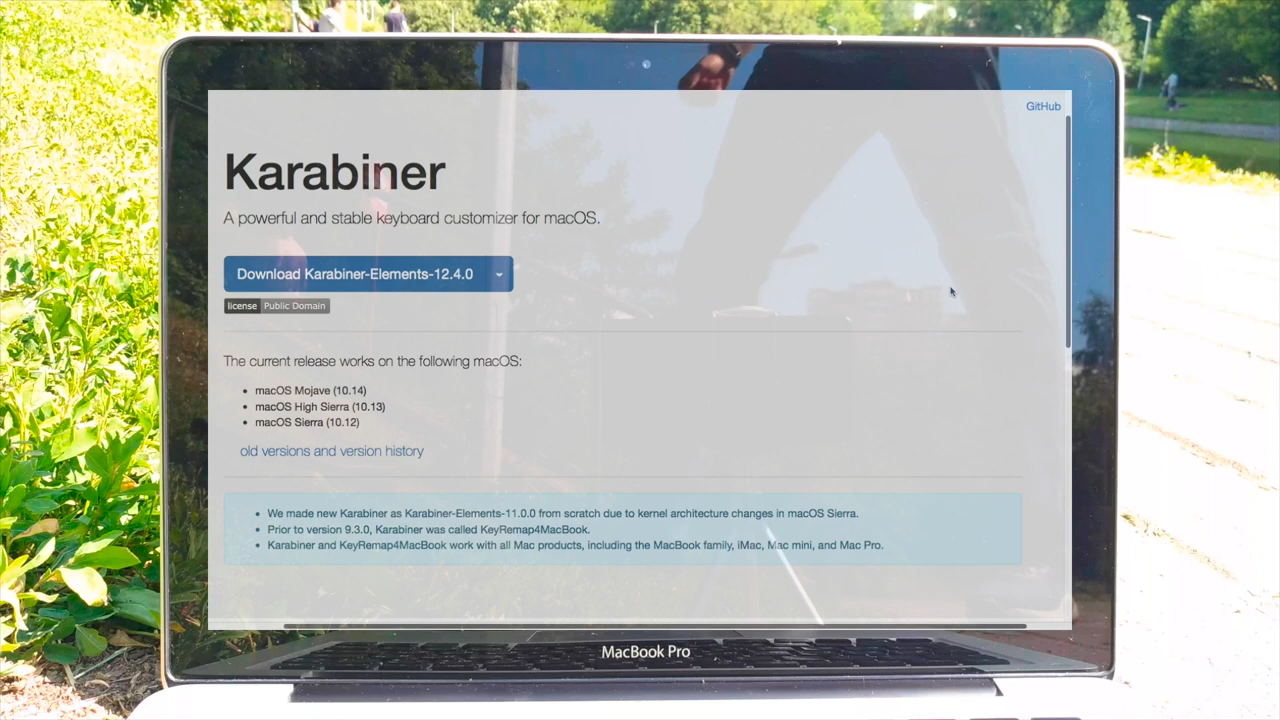 GitHub
Karabiner
A powerful and stable keyboard customizer for macOS.
Download Karabiner-Elements-12.4.0
license Public Domain
The current release works on the following macOS:
• macOS Mojave (10.14)
• macOS High Sierra (10.13)
• macOS Sierra (10.12)
old versions and version history
• We made new Karabiner as Karabiner-Elements-11.0.0 from scratch due to kernel architecture changes in macOS Sierra.
• Prior to version 9.3.0, Karabiner was called KeyRemap4MacBook.
• Karabiner and KeyRemap4MacBook work with all Mac products, including the MacBook family, iMac, Mac mini, and Mac Pro.
MacBook Pro